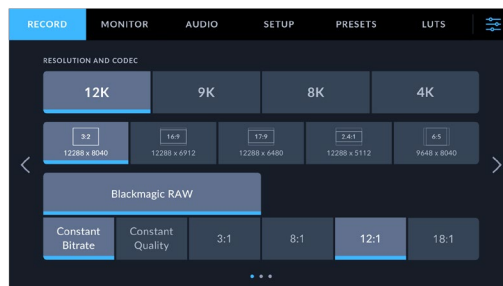 RECORD MONITOR AUDIO SETUP PRESETS LUTS
RESOLUTION AND CODEC
12K 9K 8K 4K
3:2 16:9 17:9 2.4:1 6:5
12288 x 8040 12288 x 6912 12288 x 6480 12288 x 5112 9648 x 8040
Blackmagic RAW
Constant Constant
Bitrate Quality 3:1 8:1 12:1 18:1